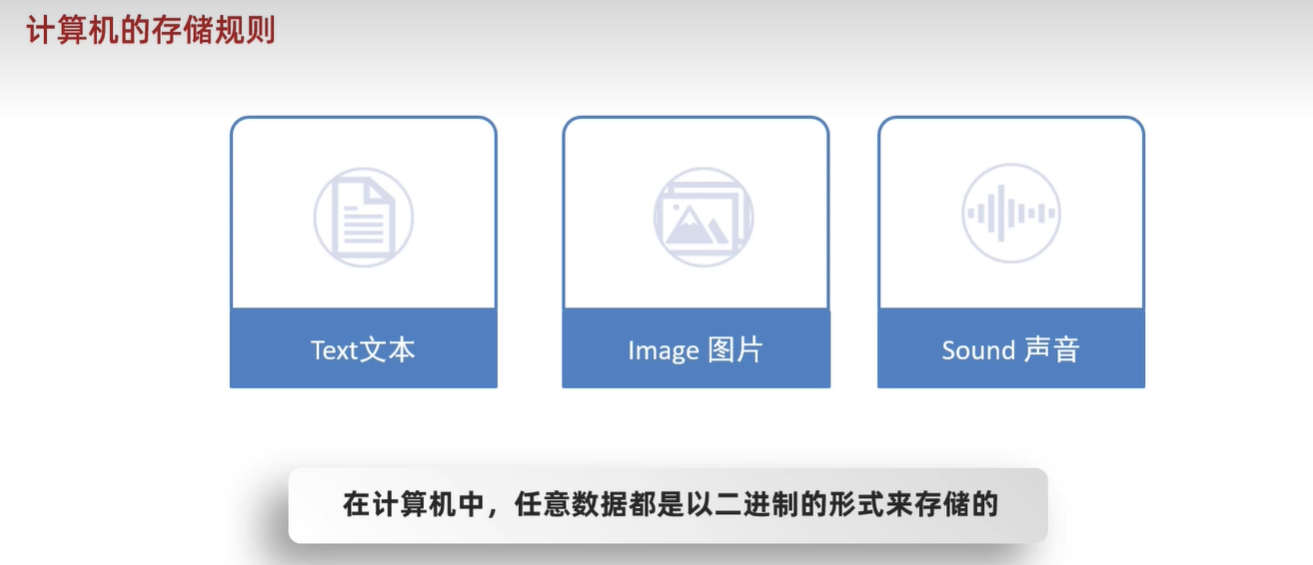 计算机的存储规则
Text文本
Image 图片
Sound 声音
在计算机中，任意数据都是以二进制的形式来存储的